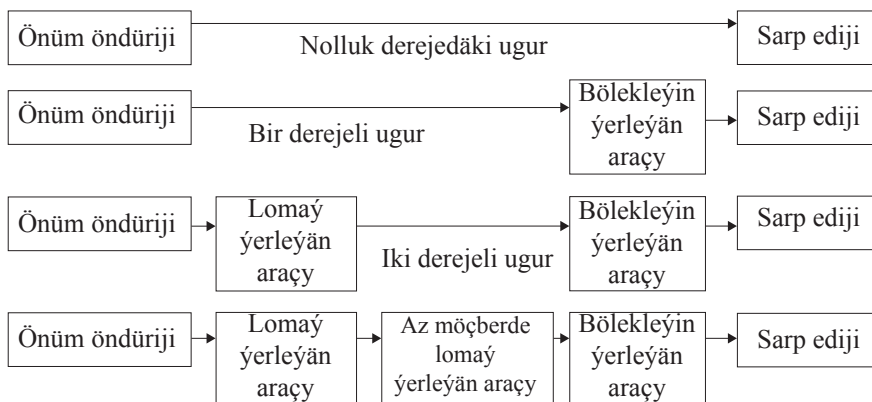 Önüm öndüriji
Nolluk derejedäki ugur
Sarp ediji
Önüm öndüriji
Bir derejeli ugur
Bölekleýin
ýerleýän
araçy
Sarp ediji
Önüm öndüriji
Lomaý
ýerleýän
araçy
Iki derejeli ugur
Bölekleýin
ýerleýän
araçy
Sarp ediji
Önüm öndüriji
Lomaý
ýerleýän
araçy
Az möçberde
lomaý
ýerleýän araçy
Bölekleýin
ýerleýän
araçy
Sarp ediji